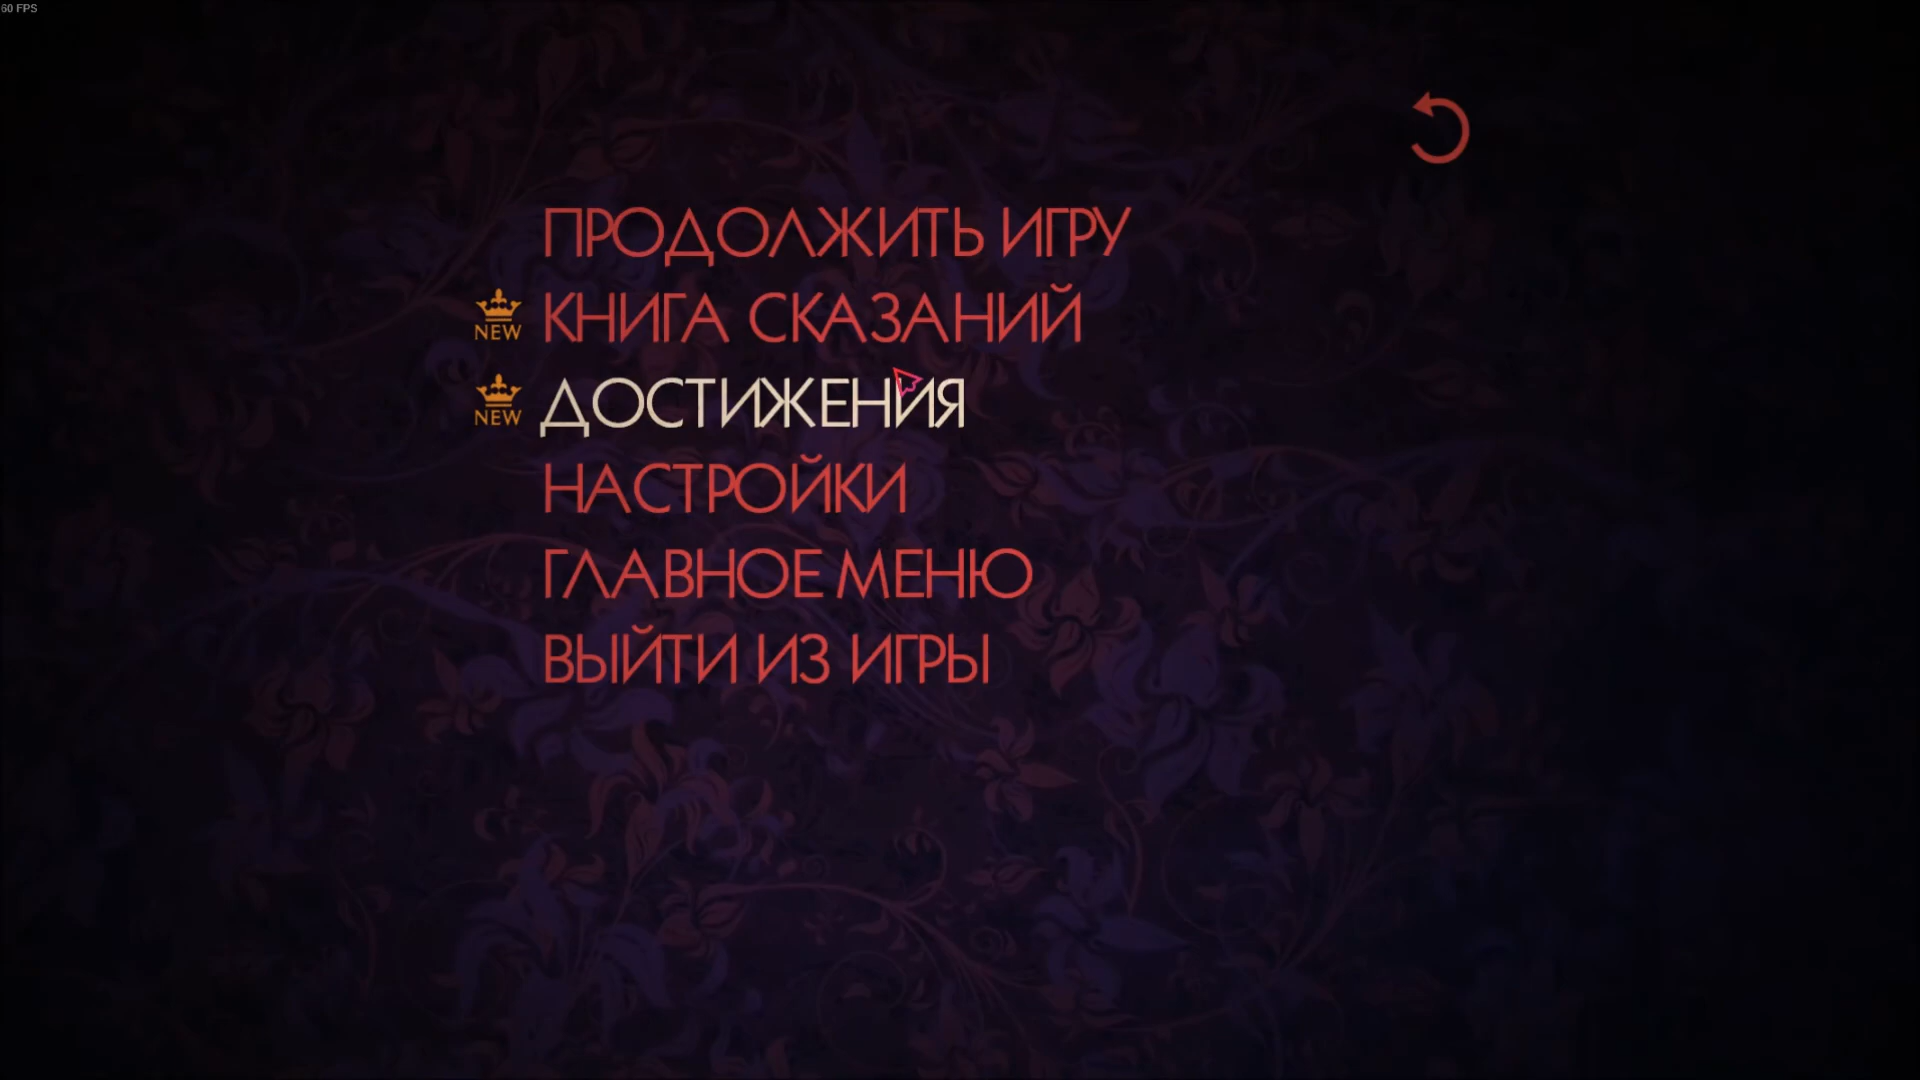 60 FPS
ПРОДОЛЖИТЬ ИГРУ
NEW КНИГА СКАЗАНИЙ
NEW ДОСТИЖЕНИЯ
НАСТРОЙКИ
ГЛАВНОЕ МЕНЮ
ВЫЙТИ ИЗ ИГРЫ